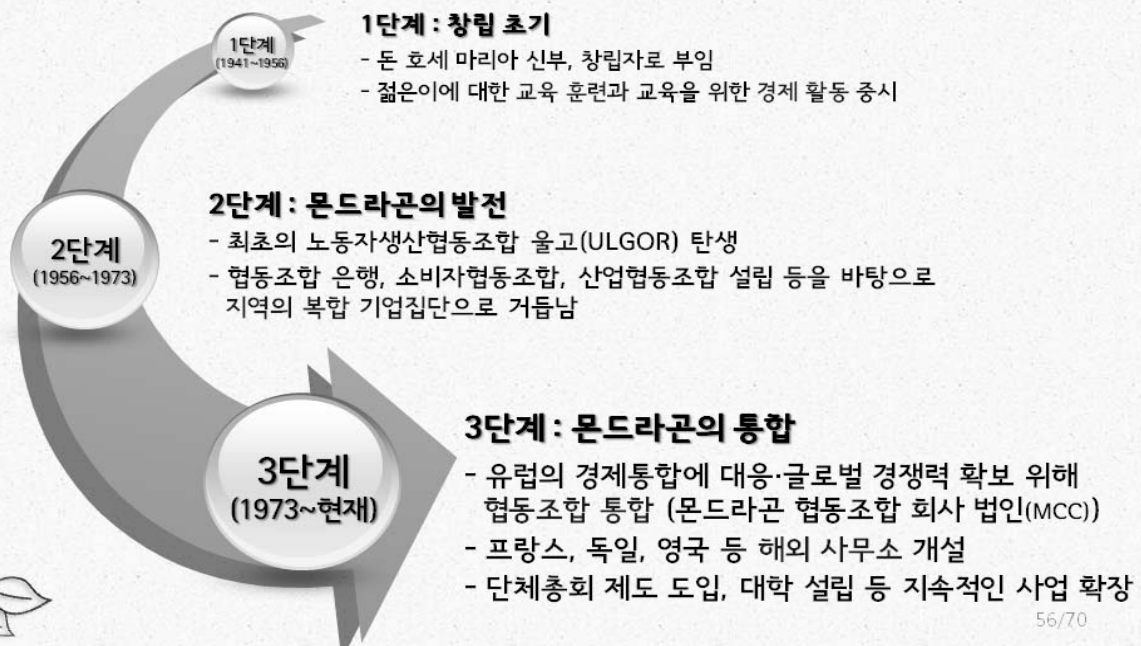 1단계
(1941~1956)
1단계 : 창립 초기
- 돈 호세 마리아 신부, 창립자로 부임
- 젊은이에 대한 교육 훈련과 교육을 위한 경제 활동 중시
2단계
(1956~1973)
2단계 : 몬드라곤의 발전
- 최초의 노동자생산협동조합 울고(ULGOR) 탄생
- 협동조합 은행, 소비자협동조합, 산업협동조합 설립 등을 바탕으로
지역의 복합 기업집단으로 거듭남
3단계
(1973~현재)
3단계 : 몬드라곤의 통합
- 유럽의 경제통합에 대응·글로벌 경쟁력 확보 위해
협동조합 통합 (몬드라곤 협동조합 회사 법인(MCC))
- 프랑스, 독일, 영국 등 해외 사무소 개설
- 단체총회 제도 도입, 대학 설립 등 지속적인 사업 확장
56/70